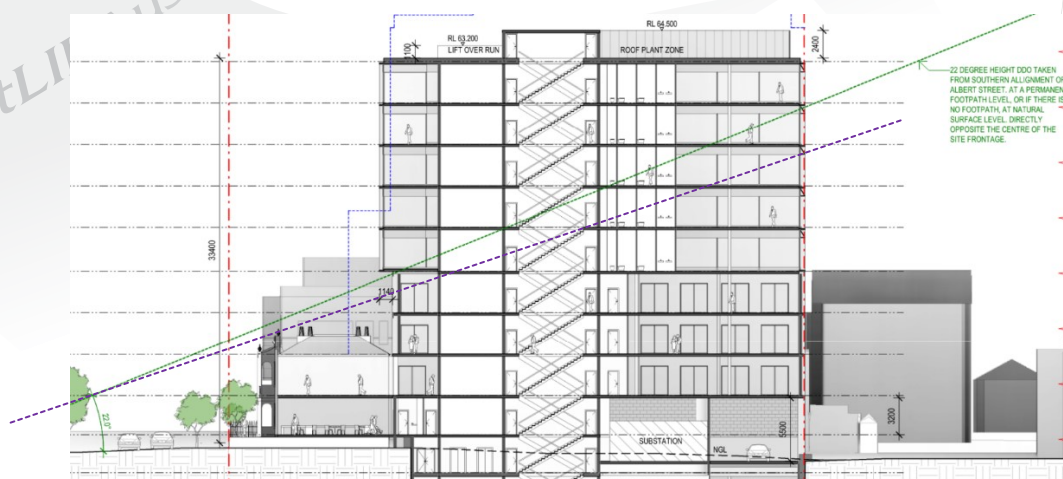 RL 64.500
RL 63.200
LIFT OVER RUN
ROOF PLANT ZONE
1100
2400
22 DEGREE HEIGHT DDO TAKEN
FROM SOUTHERN ALLIGNMENT OF
ALBERT STREET. AT A PERMANEN
FOOTPATH LEVEL, OR IF THERE IS
NO FOOTPATH, AT NATURAL
SURFACE LEVEL. DIRECTLY
OPPOSITE THE CENTRE OF THE
SITE FRONTAGE.
33400
1140
22.0°
SUBSTATION
NGL
5500
3200